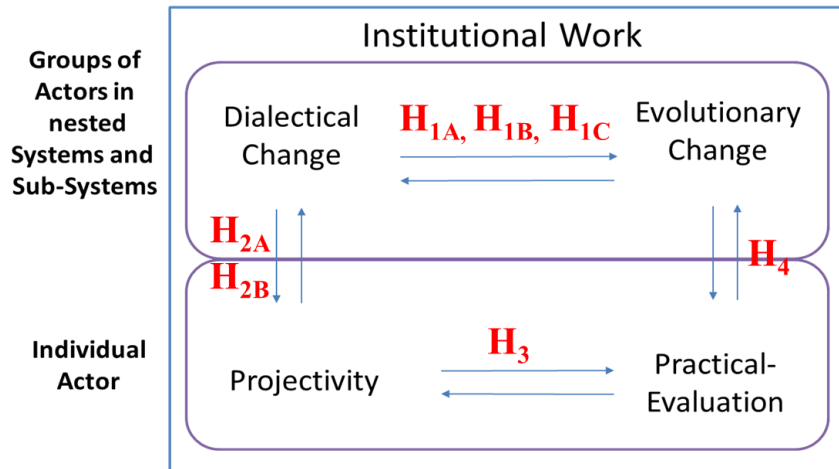 Institutional Work
Groups of
Actors in
nested
Systems and
Sub-Systems
Dialectical
Change
H1A, H1B, H1C
Evolutionary
Change
H2A
H2B
H4
Individual
Actor
Projectivity
H3
Practical-
Evaluation